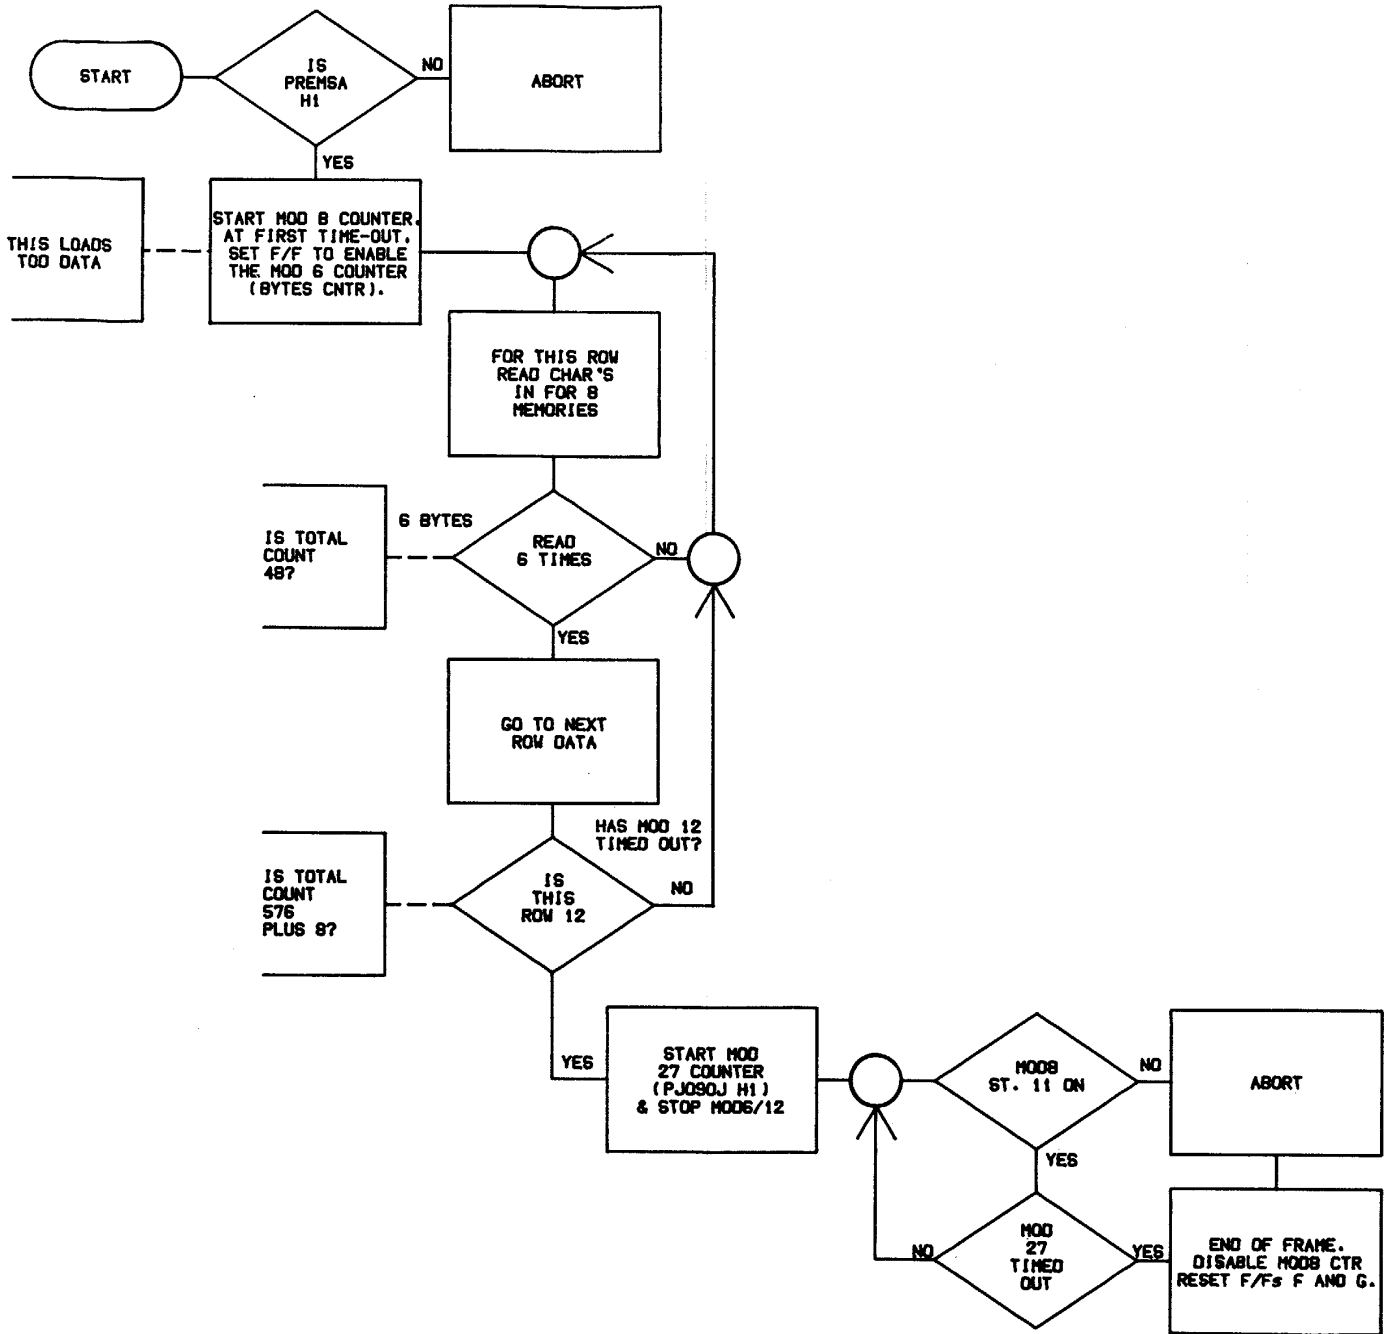 START
IS
PREMSA
H1
NO
ABORT
YES
THIS LOADS
TOD DATA
START MOD 8 COUNTER.
AT FIRST TIME-OUT.
SET F/F TO ENABLE
THE MOD 6 COUNTER
(BYTES CNTR).
FOR THIS ROW
READ CHAR'S
IN FOR 8
MEMORIES
IS TOTAL
COUNT
48?
6 BYTES
READ
6 TIMES
NO
YES
GO TO NEXT
ROW DATA
HAS MOD 12
TIMED OUT?
IS TOTAL
COUNT
576
PLUS 8?
IS
THIS
ROW 12
NO
YES
START MOD
27 COUNTER
(PJ090J H1)
& STOP MOD6/12
MOD8
ST. 11 ON
NO
ABORT
YES
MOD
27
TIMED
OUT
NO
YES
END OF FRAME.
DISABLE MOD8 CTR
RESET F/Fs F AND G.